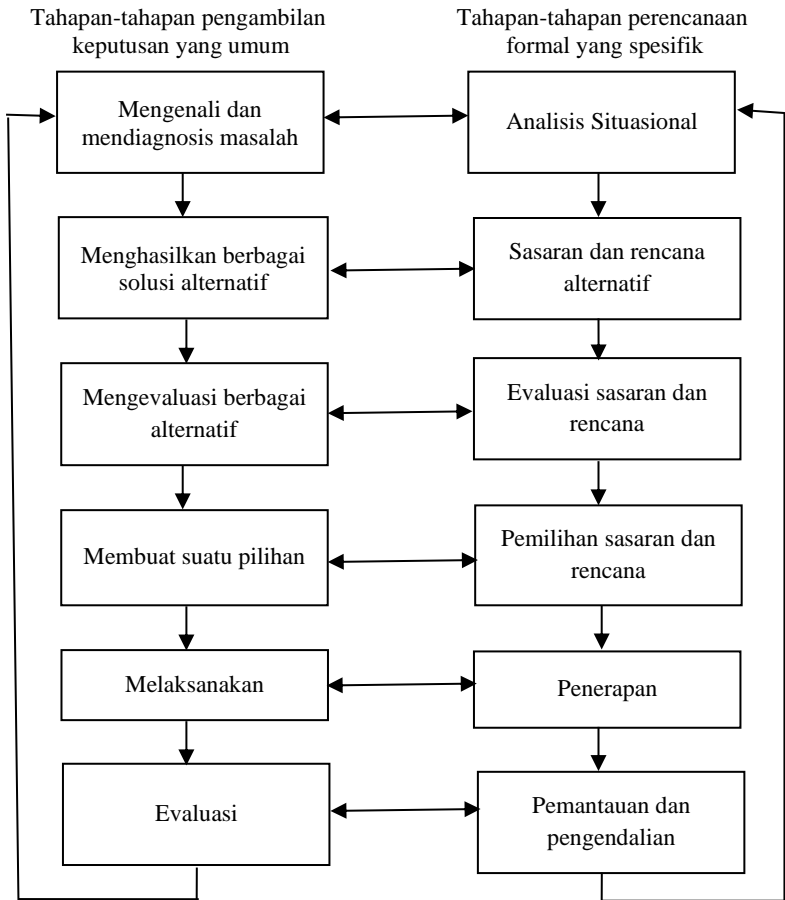 Tahapan-tahapan pengambilan
keputusan yang umum
Tahapan-tahapan perencanaan
formal yang spesifik
Mengenali dan
mendiagnosis masalah
Analisis Situasional
Menghasilkan berbagai
solusi alternatif
Sasaran dan rencana
alternatif
Mengevaluasi berbagai
alternatif
Evaluasi sasaran dan
rencana
Membuat suatu pilihan
Pemilihan sasaran dan
rencana
Melaksanakan
Penerapan
Evaluasi
Pemantauan dan
pengendalian